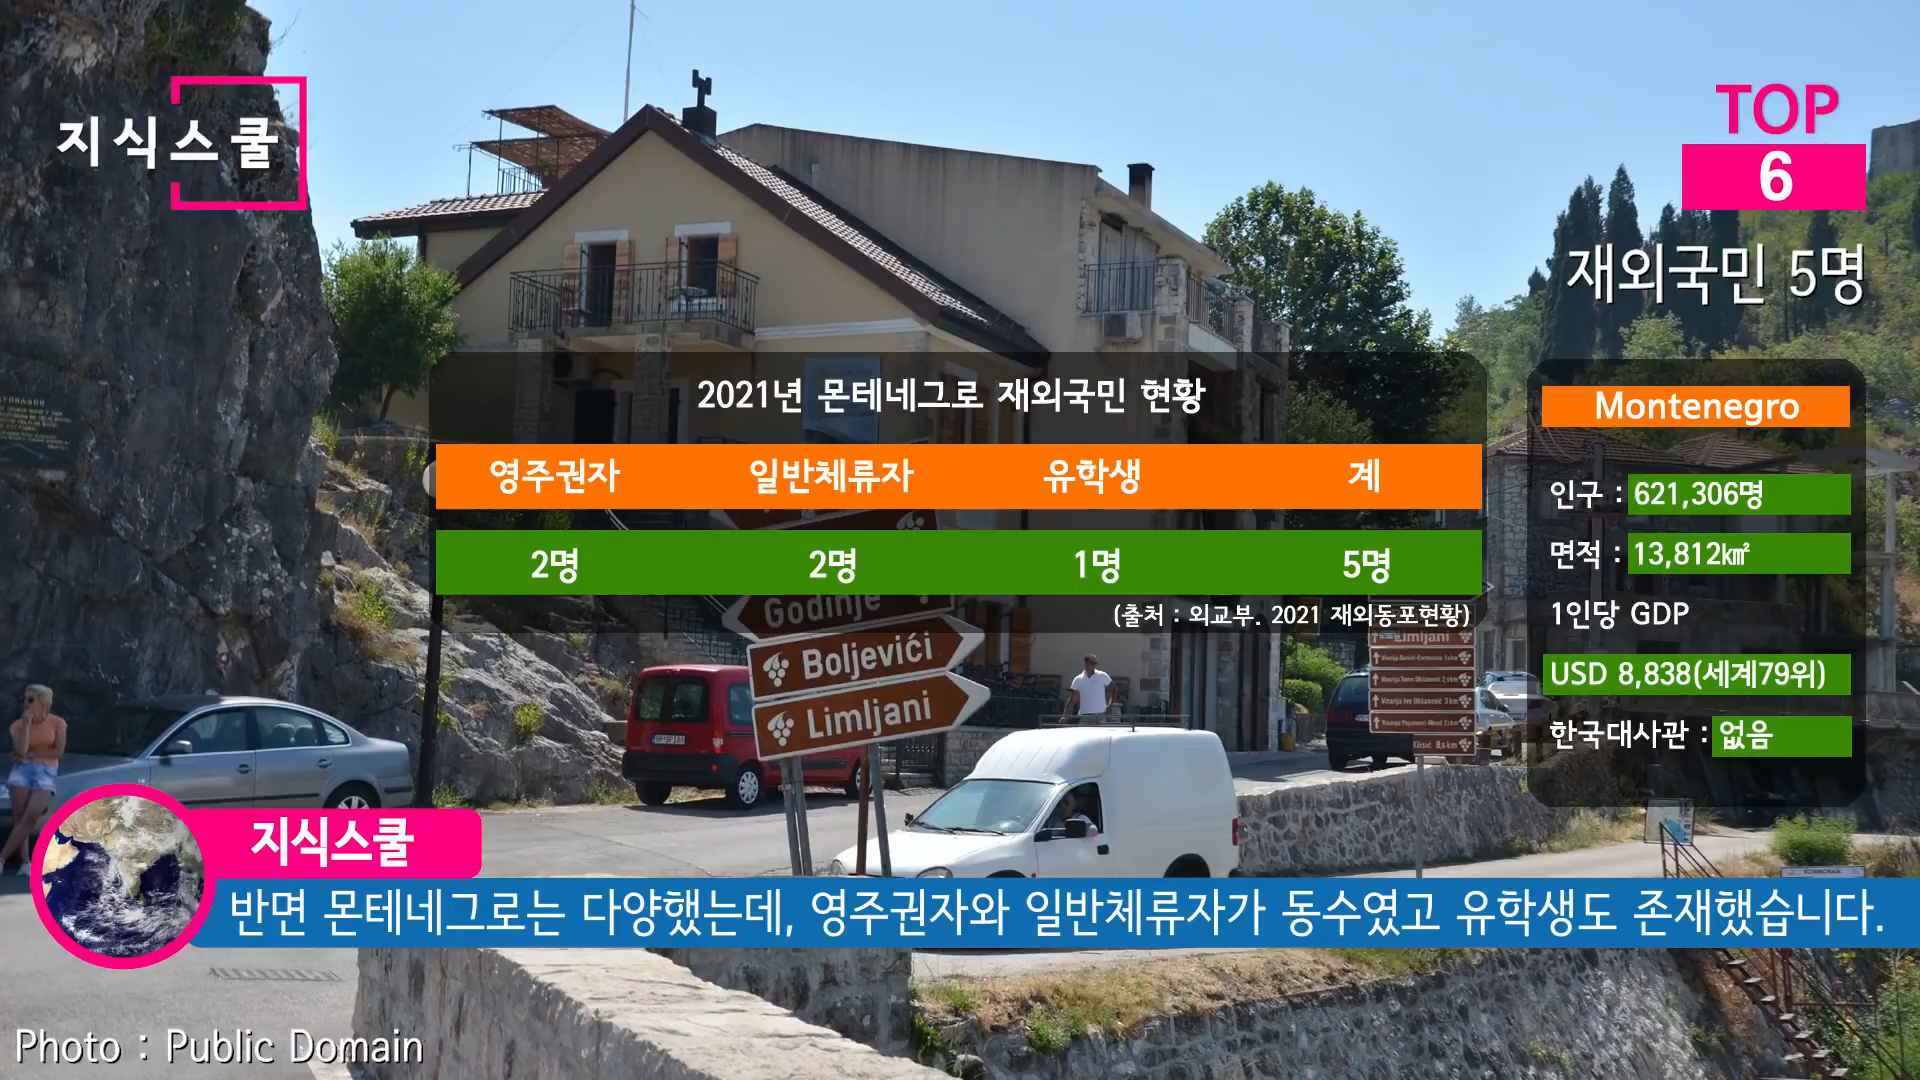 지식스쿨
TOP
6
재외국민 5명
2021년 몬테네그로 재외국민 현황
영주권자 일반체류자 유학생 계
2명 2명 1명 5명
(출처 : 외교부. 2021 재외동포현황)
Montenegro
인구 : 621,306명
면적 : 13,812㎢
1인당 GDP
USD 8,838(세계79위)
한국대사관 : 없음
Godinje
Boljevići
Limljani
Limljani
지식스쿨
반면 몬테네그로는 다양했는데, 영주권자와 일반체류자가 동수였고 유학생도 존재했습니다.
Photo : Public Domain